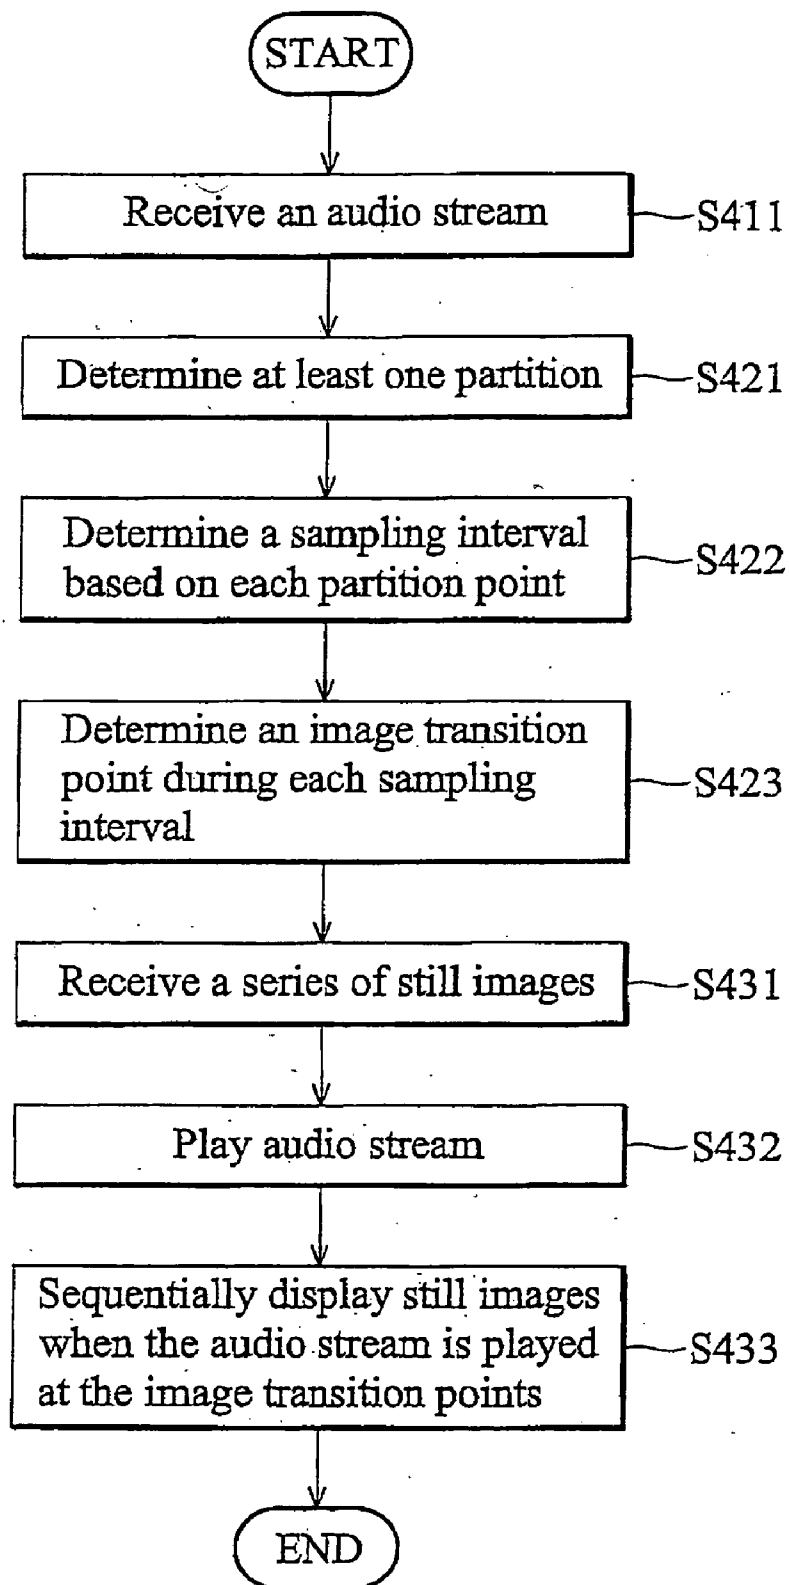 START
Receive an audio stream
S411
Determine at least one partition
S421
Determine a sampling interval
based on each partition point
S422
Determine an image transition
point during each sampling
interval
S423
Receive a series of still images
S431
Play audio stream
S432
Sequentially display still images
when the audio stream is played
at the image transition points
S433
END